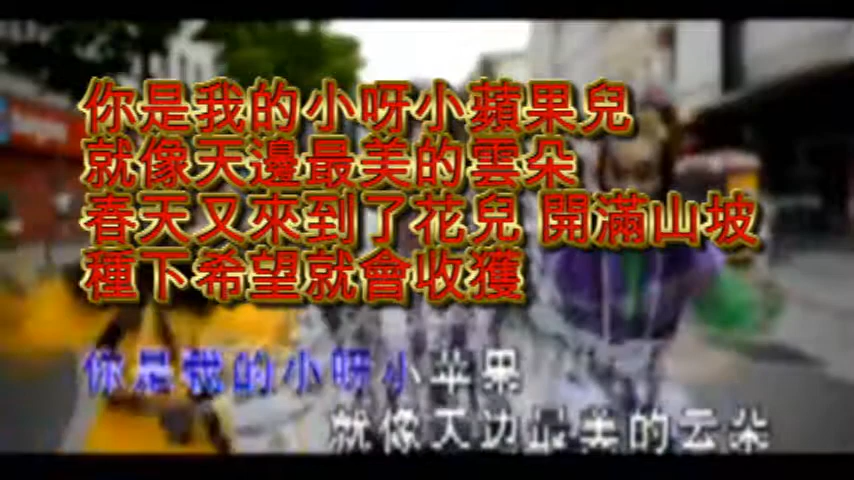 你是我的小呀小蘋果兒
就像天邊最美的雲朵
春天又來到了花兒 開滿山坡
種下希望就會收獲
你是我的小呀小苹果
就像天边最美的云朵